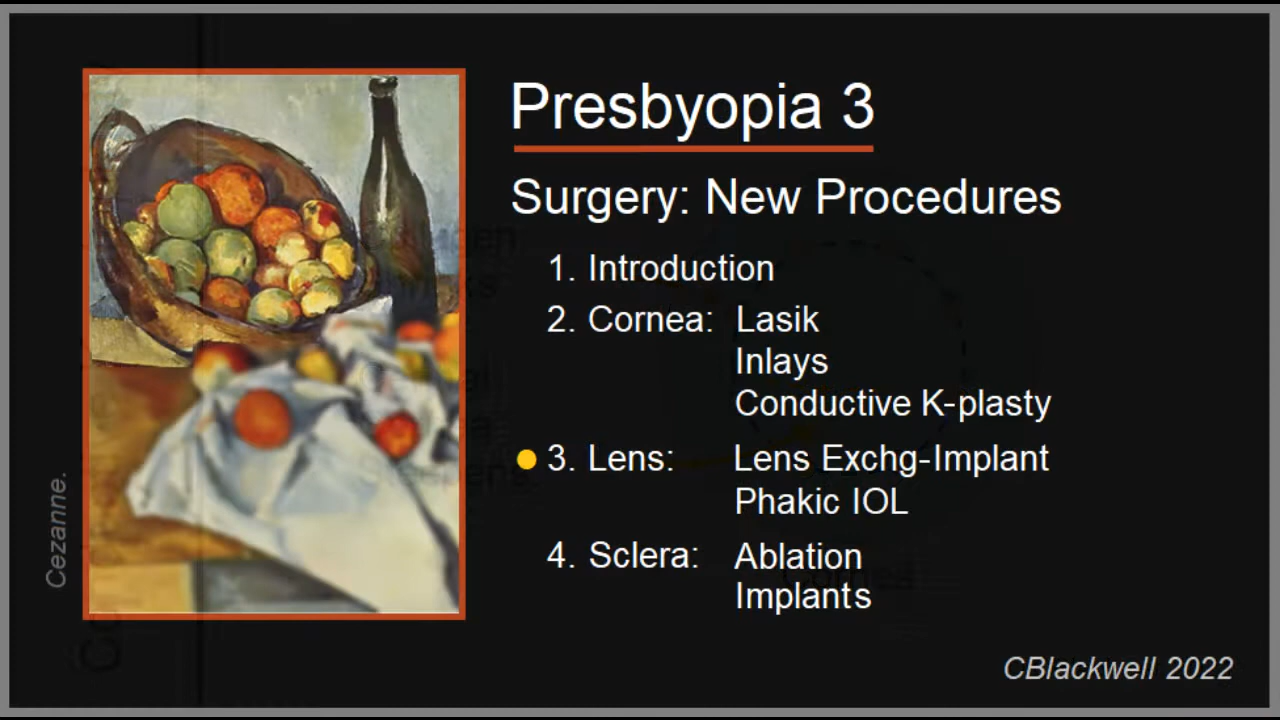 Presbyopia 3
Surgery: New Procedures
1. Introduction
2. Cornea: Lasik
Inlays
Conductive K-plasty
3. Lens: Lens Exchg-Implant
Phakic IOL
4. Sclera: Ablation
Implants
Cezanne.
CBlackwell 2022